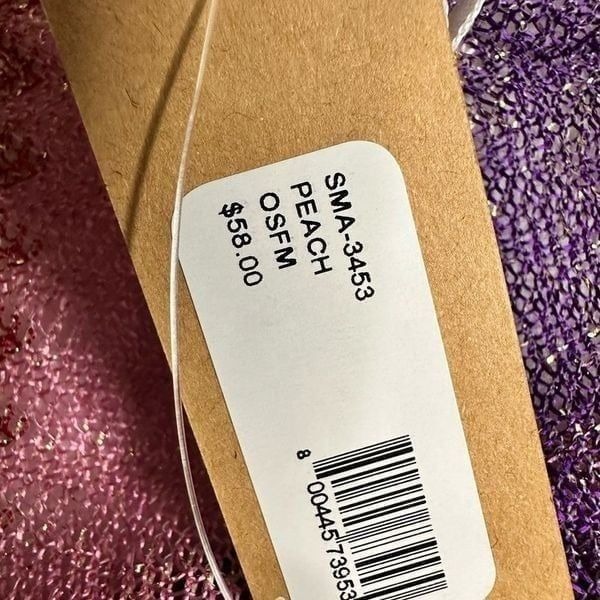 SMA-3453
PEACH
OSFM
$58.00
8 00445 73953